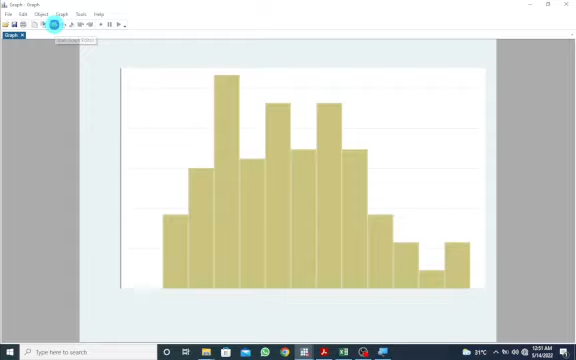 Graph - Graph
File Edit Object Graph Tools Help
Graph
Type here to search
31°C
12:51 AM
5/14/2022